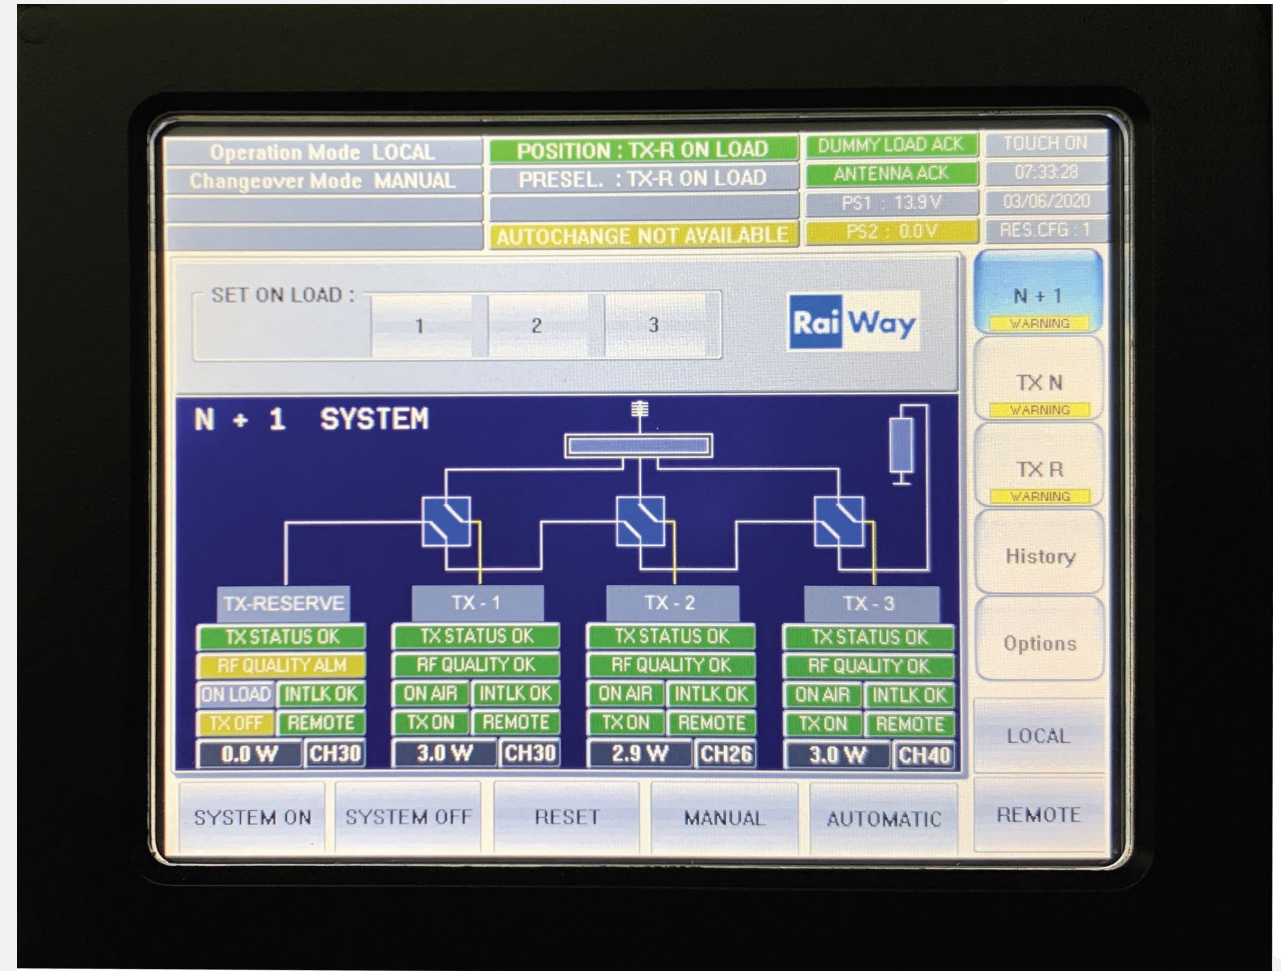 Operation Mode LOCAL
POSITION : TX-R ON LOAD
DUMMY LOAD ACK
TOUCH ON
Changeover Mode MANUAL
PRESEL. : TX-R ON LOAD
ANTENNA ACK
07:33:28
PS1 : 13.9 V
03/06/2020
AUTOCHANGE NOT AVAILABLE
PS2 : 0.0 V
RES.CFG : 1
SET ON LOAD :
1
2
3
Rai Way
N + 1
WARNING
TX N
WARNING
TX R
WARNING
History
Options
LOCAL
REMOTE
N + 1 SYSTEM
TX-RESERVE
TX STATUS OK
RF QUALITY ALM
ON LOAD INTLK OK
TX OFF REMOTE
0.0 W CH30
TX - 1
TX STATUS OK
RF QUALITY OK
ON AIR INTLK OK
TX ON REMOTE
3.0 W CH30
TX - 2
TX STATUS OK
RF QUALITY OK
ON AIR INTLK OK
TX ON REMOTE
2.9 W CH26
TX - 3
TX STATUS OK
RF QUALITY OK
ON AIR INTLK OK
TX ON REMOTE
3.0 W CH40
SYSTEM ON
SYSTEM OFF
RESET
MANUAL
AUTOMATIC